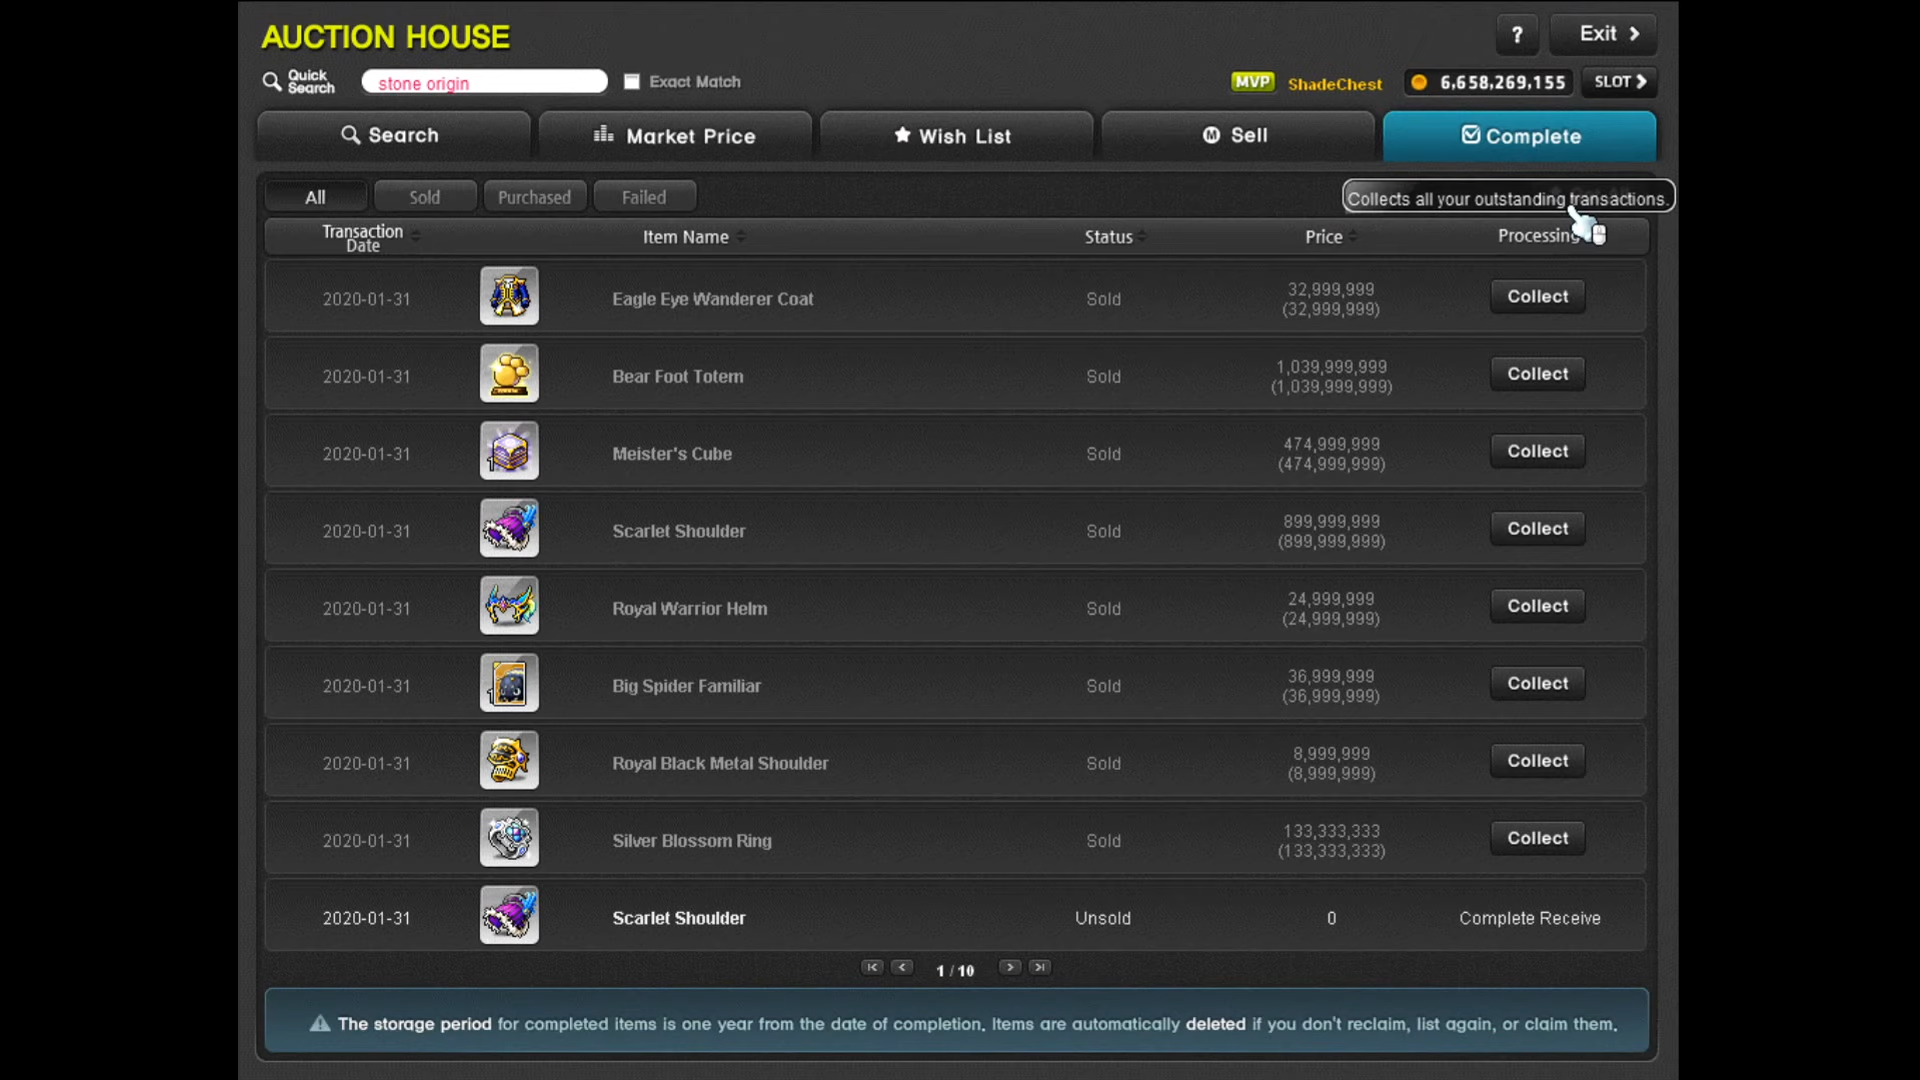 AUCTION HOUSE
? Exit
Quick Search
stone origin
Exact Match
MVP ShadeChest 6,658,269,155 SLOT
Search Market Price Wish List Sell Complete
All Sold Purchased Failed
Collects all your outstanding transactions.
Transaction Date Item Name Status Price Processing
2020-01-31 Eagle Eye Wanderer Coat Sold 32,999,999 (32,999,999) Collect
2020-01-31 Bear Foot Totem Sold 1,039,999,999 (1,039,999,999) Collect
2020-01-31 1 Meister's Cube Sold 474,999,999 (474,999,999) Collect
2020-01-31 Scarlet Shoulder Sold 899,999,999 (899,999,999) Collect
2020-01-31 Royal Warrior Helm Sold 24,999,999 (24,999,999) Collect
2020-01-31 1 Big Spider Familiar Sold 36,999,999 (36,999,999) Collect
2020-01-31 Royal Black Metal Shoulder Sold 8,999,999 (8,999,999) Collect
2020-01-31 Silver Blossom Ring Sold 133,333,333 (133,333,333) Collect
2020-01-31 Scarlet Shoulder Unsold 0 Complete Receive
1 / 10
The storage period for completed items is one year from the date of completion. Items are automatically deleted if you don't reclaim, list again, or claim them.